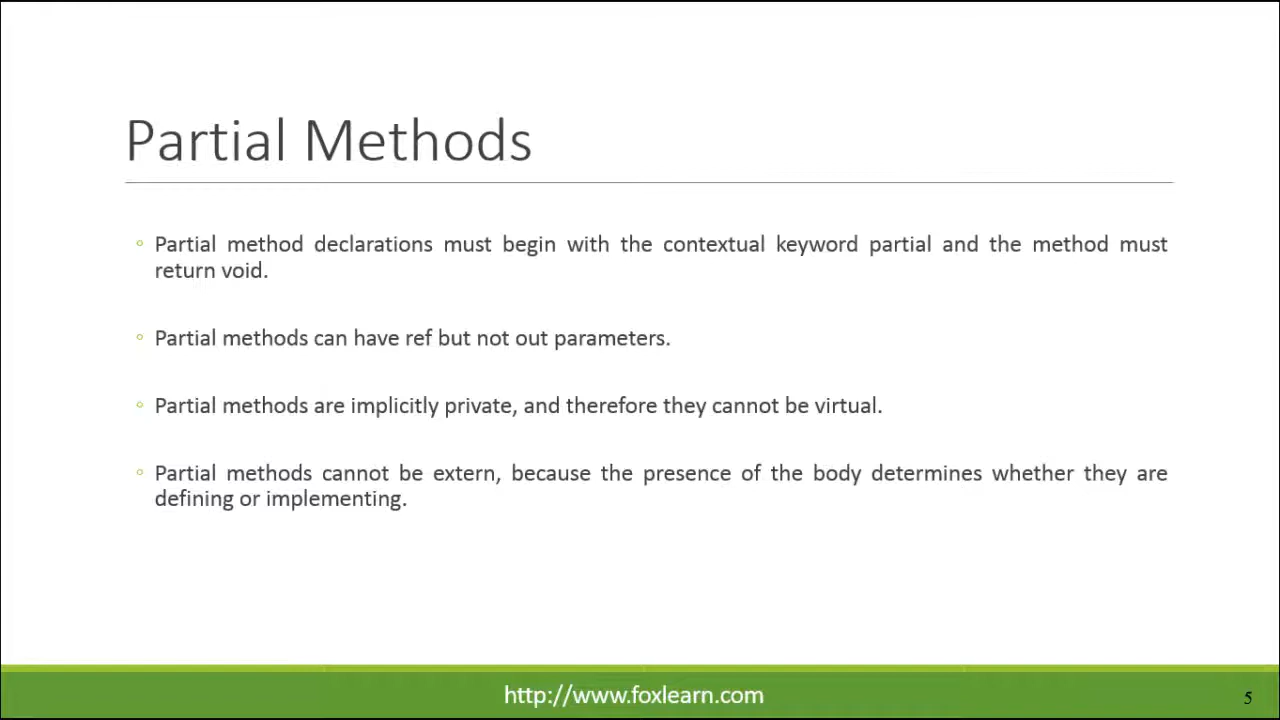 Partial Methods
◦ Partial method declarations must begin with the contextual keyword partial and the method must
return void.
◦ Partial methods can have ref but not out parameters.
◦ Partial methods are implicitly private, and therefore they cannot be virtual.
◦ Partial methods cannot be extern, because the presence of the body determines whether they are
defining or implementing.
http://www.foxlearn.com
5